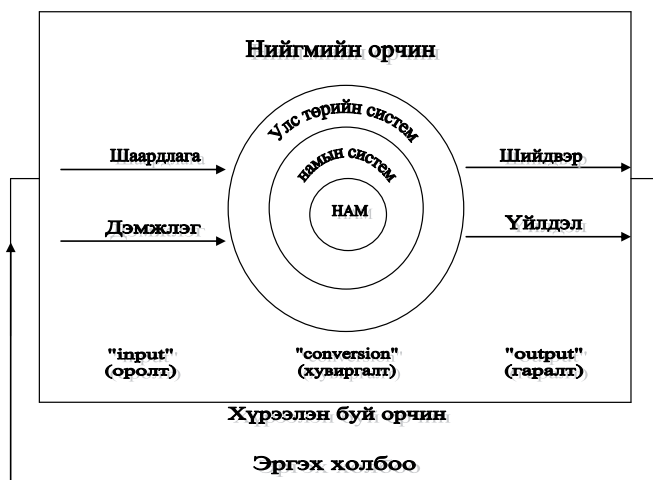 Нийгмийн орчин
Улс төрийн систем
намын систем
НАМ
Шаардлага
Дэмжлэг
Шийдвэр
Үйлдэл
"input"
(оролт)
"conversion"
(хувиргалт)
"output"
(гаралт)
Хүрээлэн буй орчин
Эргэх холбоо